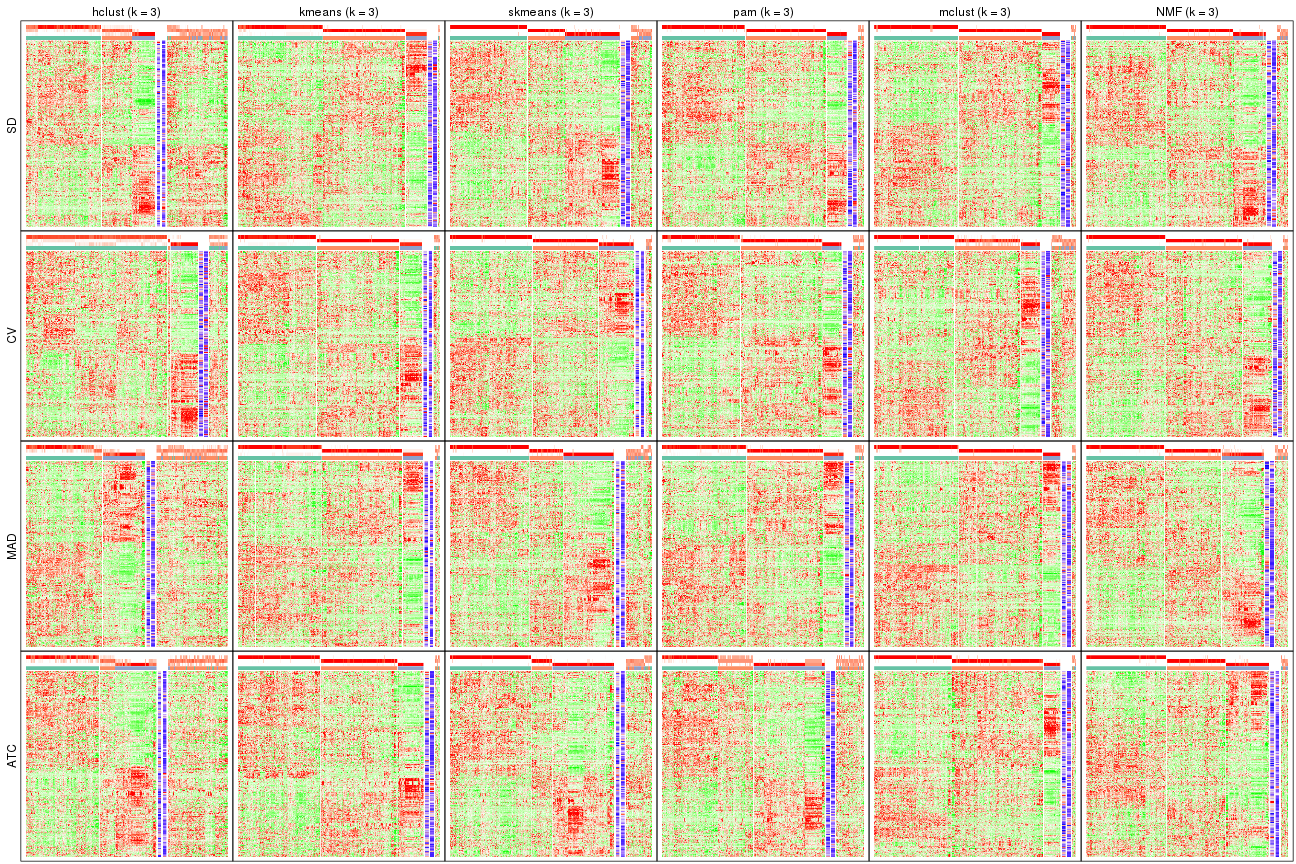 hclust (k = 3) kmeans (k = 3) skmeans (k = 3) pam (k = 3) mclust (k = 3) NMF (k = 3)
SD
CV
MAD
ATC